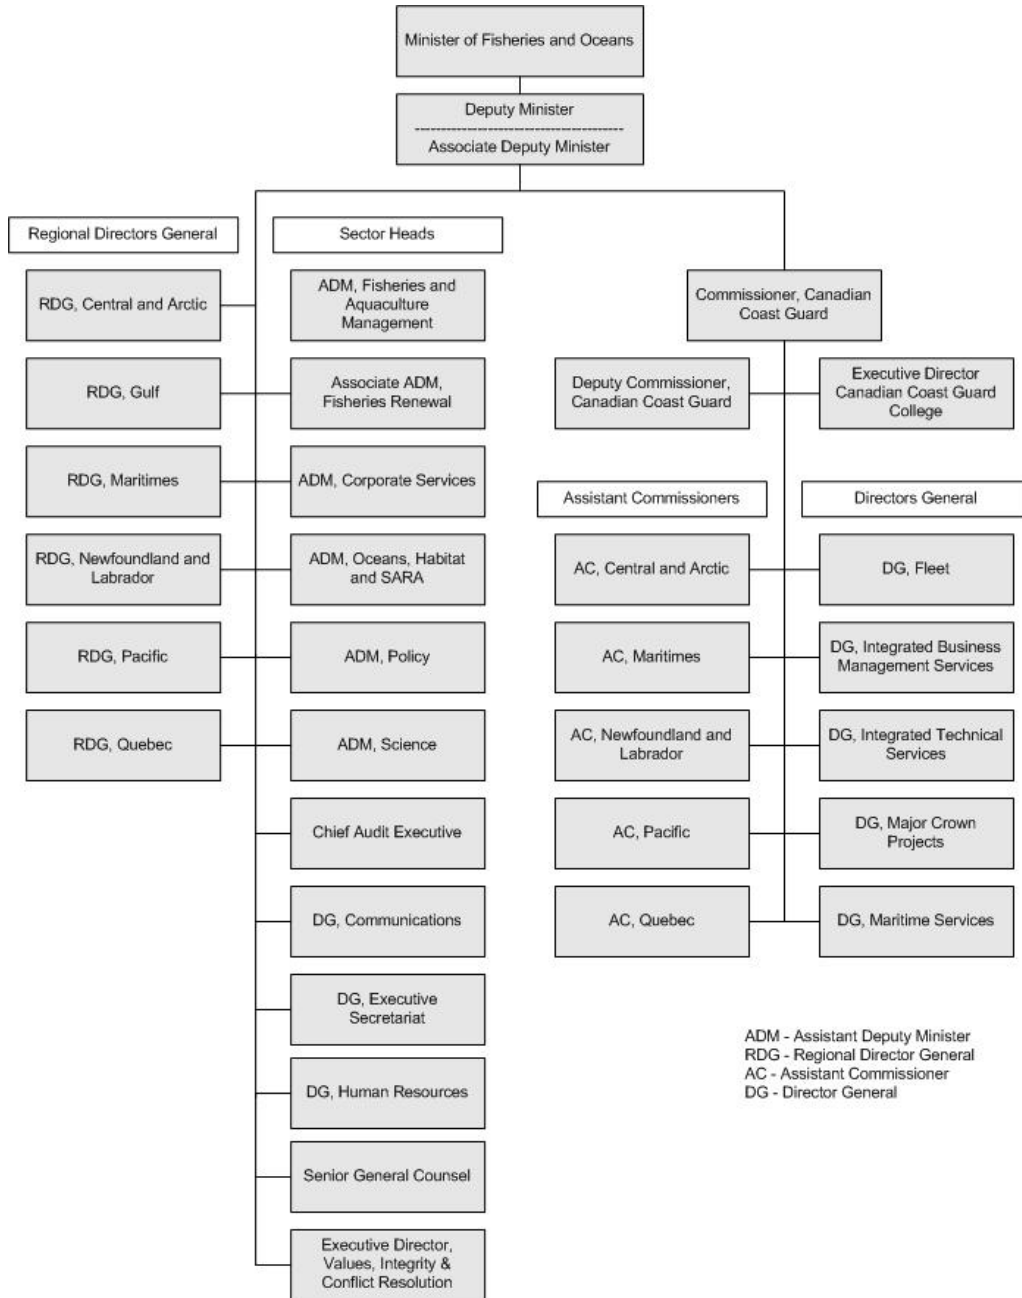 Minister of Fisheries and Oceans
Deputy Minister
----------------------------------------
Associate Deputy Minister
Regional Directors General
RDG, Central and Arctic
RDG, Gulf
RDG, Maritimes
RDG, Newfoundland and
Labrador
RDG, Pacific
RDG, Quebec
Sector Heads
ADM, Fisheries and
Aquaculture
Management
Associate ADM,
Fisheries Renewal
ADM, Corporate Services
ADM, Oceans, Habitat
and SARA
ADM, Policy
ADM, Science
Chief Audit Executive
DG, Communications
DG, Executive
Secretariat
DG, Human Resources
Senior General Counsel
Executive Director,
Values, Integrity &
Conflict Resolution
Commissioner, Canadian
Coast Guard
Deputy Commissioner,
Canadian Coast Guard
Executive Director
Canadian Coast Guard
College
Assistant Commissioners
AC, Central and Arctic
AC, Maritimes
AC, Newfoundland and
Labrador
AC, Pacific
AC, Quebec
Directors General
DG, Fleet
DG, Integrated Business
Management Services
DG, Integrated Technical
Services
DG, Major Crown
Projects
DG, Maritime Services
ADM - Assistant Deputy Minister
RDG - Regional Director General
AC - Assistant Commissioner
DG - Director General